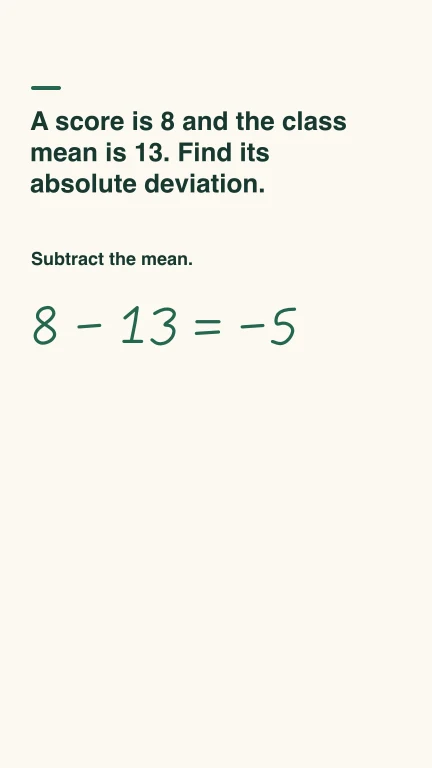 A score is 8 and the class
mean is 13. Find its
absolute deviation.
Subtract the mean.
8 − 13 = −5